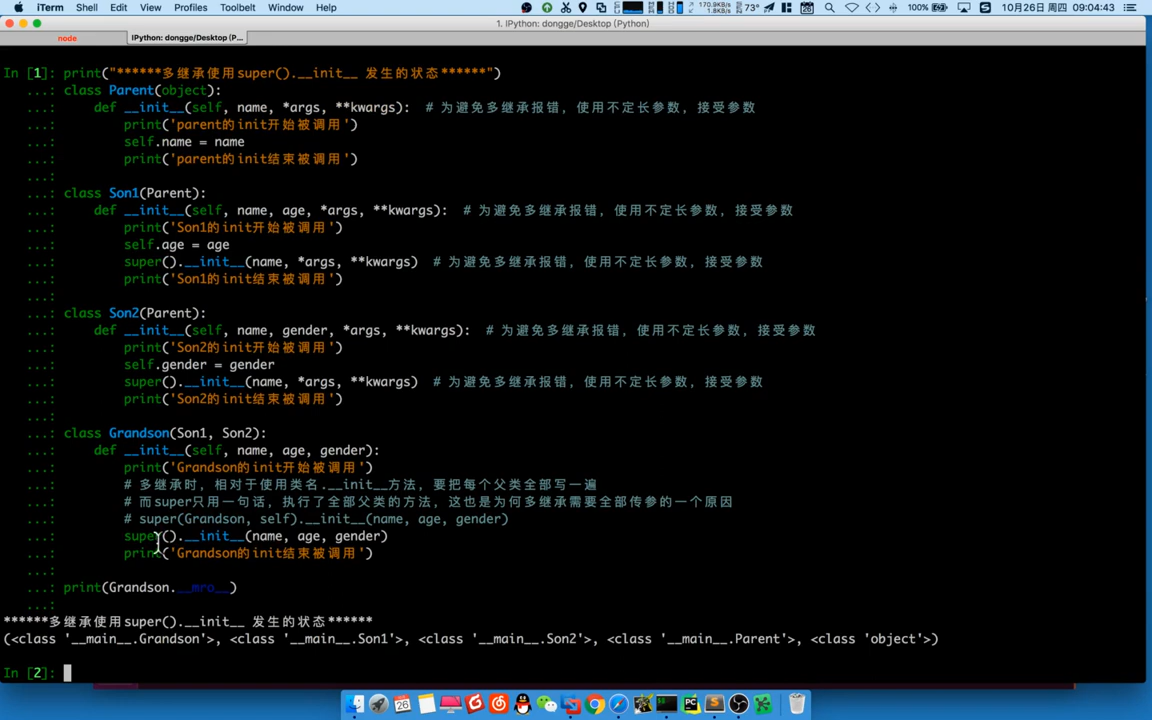 iTerm Shell Edit View Profiles Toolbelt Window Help 170.9KB/s 1.8KB/s 73° 26 100% 10月26日 周四 09:04:43
1. IPython: dongge/Desktop (Python)
node IPython: dongge/Desktop (P...
In [1]: print("******多继承使用super().__init__ 发生的状态******")
...: class Parent(object):
...:     def __init__(self, name, *args, **kwargs):  # 为避免多继承报错，使用不定长参数，接受参数
...:         print('parent的init开始被调用')
...:         self.name = name
...:         print('parent的init结束被调用')
...:
...: class Son1(Parent):
...:     def __init__(self, name, age, *args, **kwargs):  # 为避免多继承报错，使用不定长参数，接受参数
...:         print('Son1的init开始被调用')
...:         self.age = age
...:         super().__init__(name, *args, **kwargs)  # 为避免多继承报错，使用不定长参数，接受参数
...:         print('Son1的init结束被调用')
...:
...: class Son2(Parent):
...:     def __init__(self, name, gender, *args, **kwargs):  # 为避免多继承报错，使用不定长参数，接受参数
...:         print('Son2的init开始被调用')
...:         self.gender = gender
...:         super().__init__(name, *args, **kwargs)  # 为避免多继承报错，使用不定长参数，接受参数
...:         print('Son2的init结束被调用')
...:
...: class Grandson(Son1, Son2):
...:     def __init__(self, name, age, gender):
...:         print('Grandson的init开始被调用')
...:         # 多继承时，相对于使用类名.__init__方法，要把每个父类全部写一遍
...:         # 而super只用一句话，执行了全部父类的方法，这也是为何多继承需要全部传参的一个原因
...:         # super(Grandson, self).__init__(name, age, gender)
...:         super().__init__(name, age, gender)
...:         print('Grandson的init结束被调用')
...:
...: print(Grandson.__mro__)
...:
******多继承使用super().__init__ 发生的状态******
(<class '__main__.Grandson'>, <class '__main__.Son1'>, <class '__main__.Son2'>, <class '__main__.Parent'>, <class 'object'>)
In [2]: